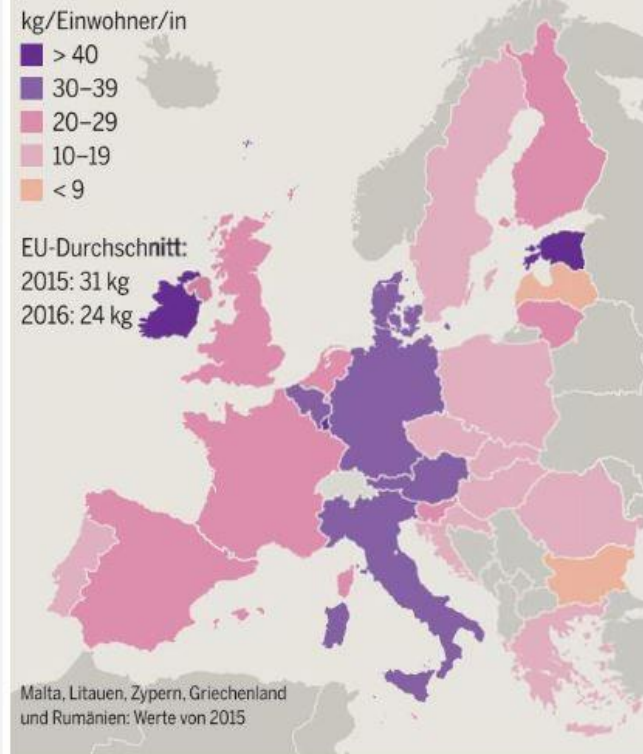 kg/Einwohner/in
> 40
30–39
20–29
10–19
< 9
EU-Durchschnitt:
2015: 31 kg
2016: 24 kg
Malta, Litauen, Zypern, Griechenland
und Rumänien: Werte von 2015